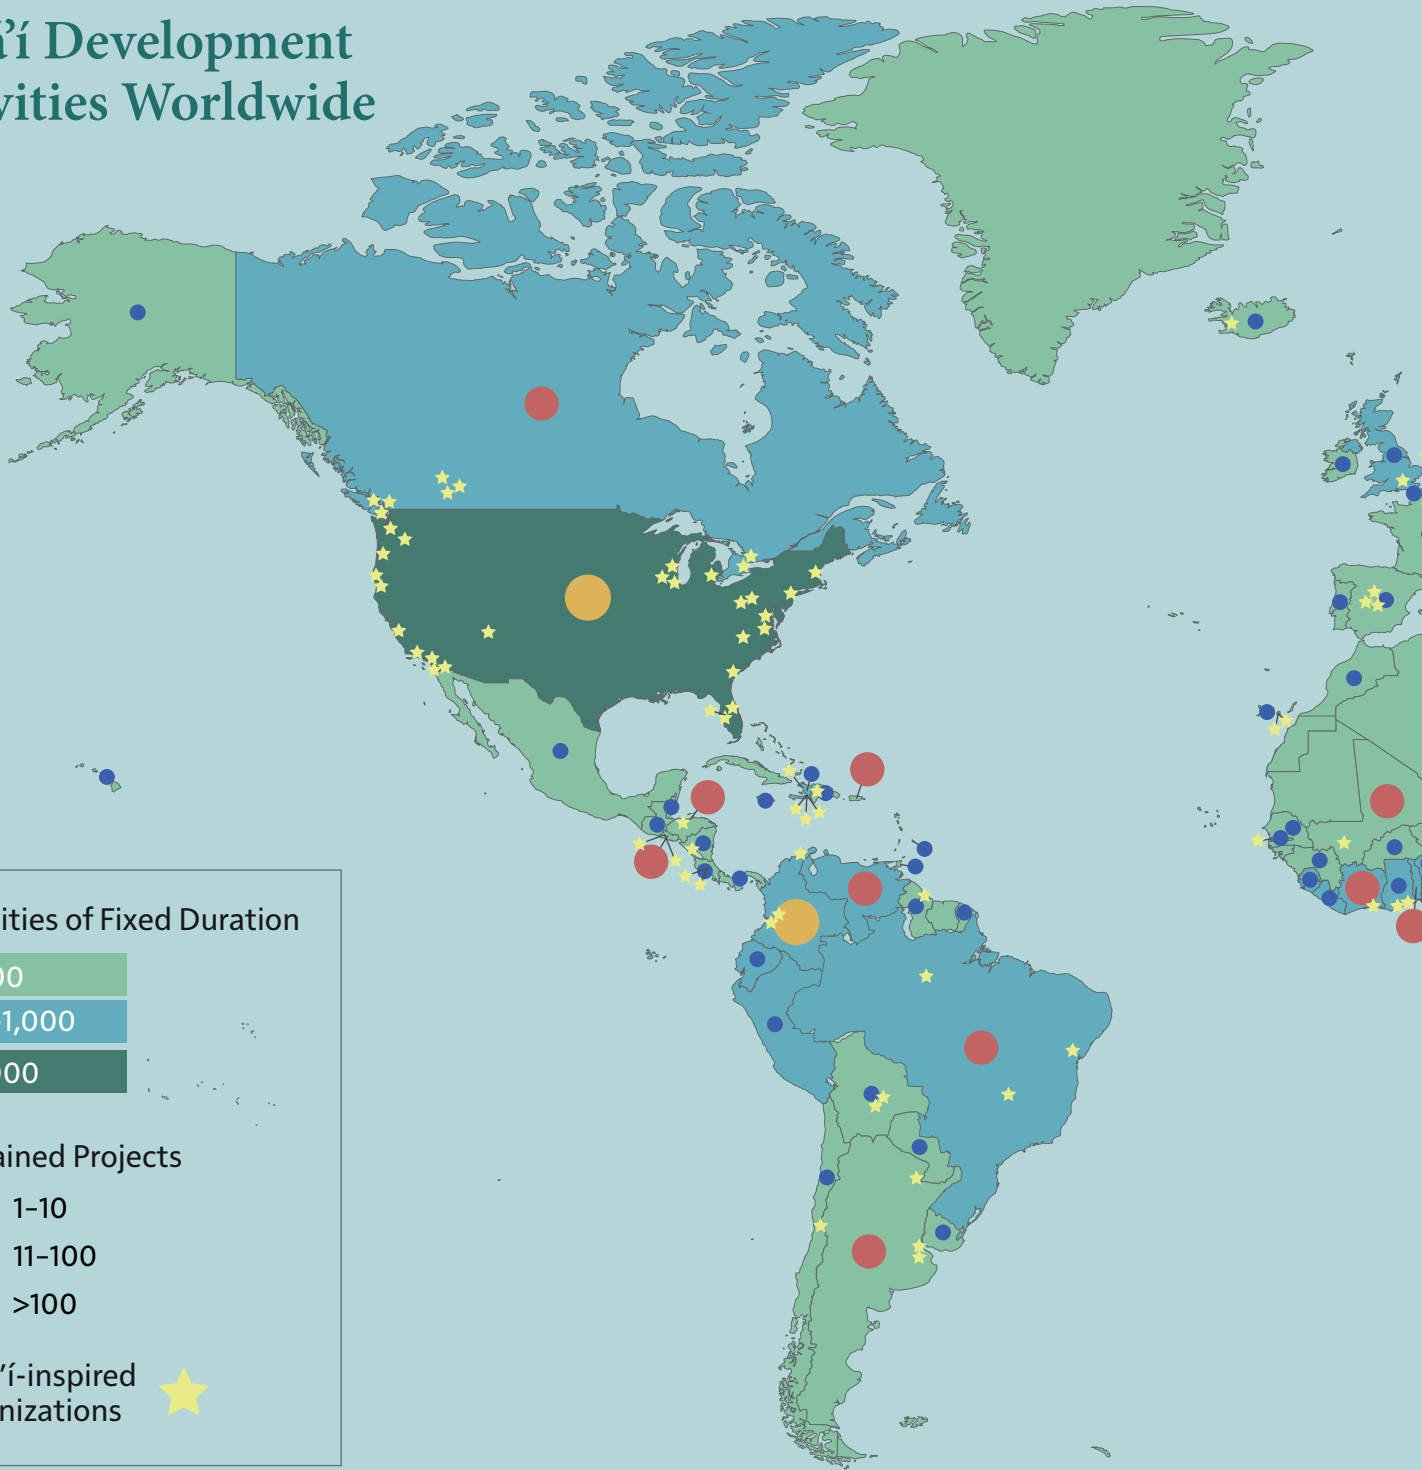 á’í Development
vities Worldwide
ities of Fixed Duration
00
1,000
000
ained Projects
1–10
11–100
>100
’í-inspired
nizations